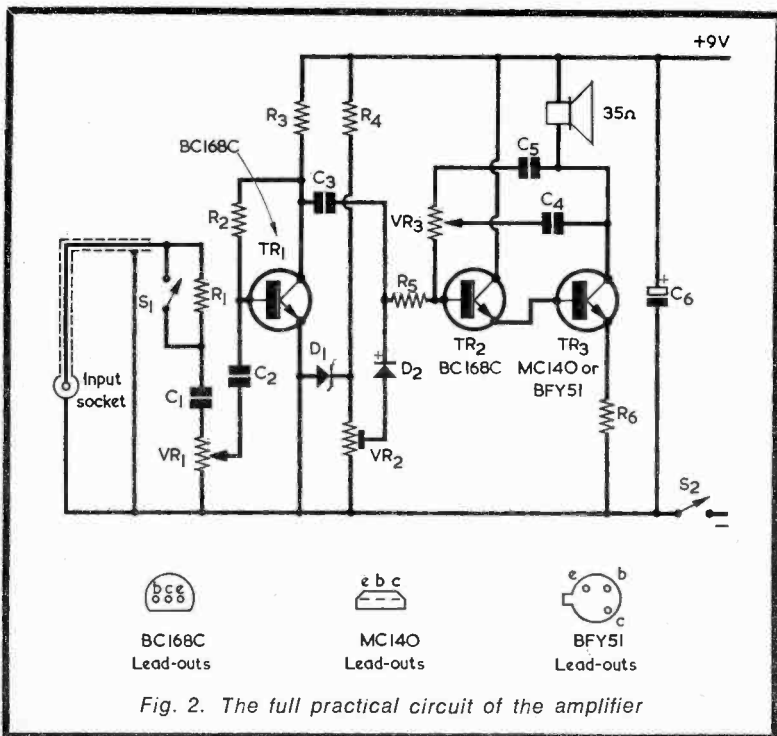 +9V
R3
R4
35Ω
BC168C
C5
C3
R2
VR3
C4
TR1
S1
R1
R5
C6
+
TR2
BC168C
TR3
MC140 or
BFY51
D1
+
D2
Input
socket
C1
C2
R6
VR1
VR2
S2
−
b c e
BC168C
Lead-outs
e b c
MC140
Lead-outs
e b
c
BFY51
Lead-outs
Fig. 2. The full practical circuit of the amplifier